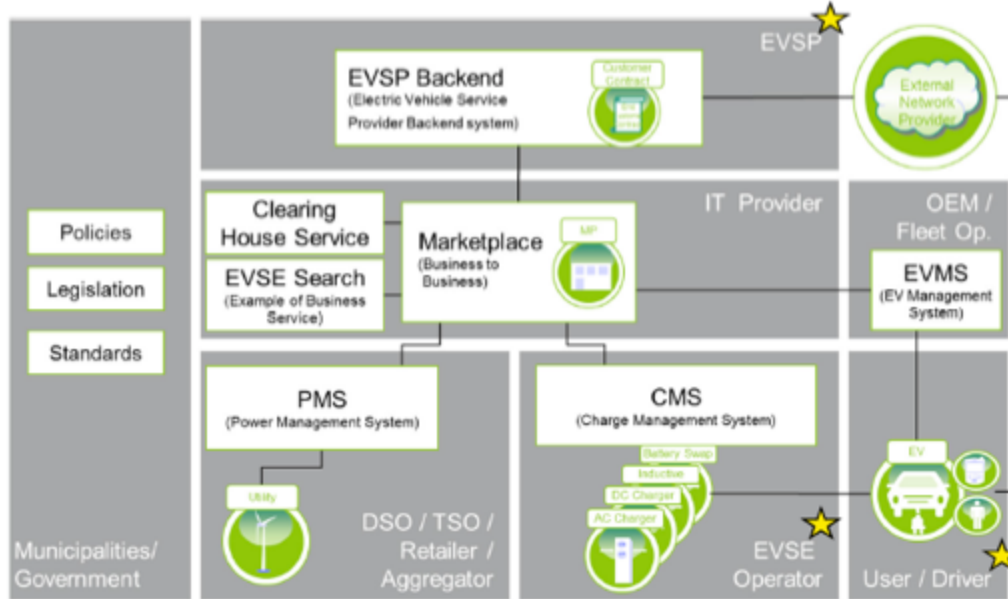 EVSP
EVSP Backend
(Electric Vehicle Service
Provider Backend system)
Customer
Contract
External
Network
Provider
IT Provider
Clearing
House Service
EVSE Search
(Example of Business
Service)
Marketplace
(Business to
Business)
MP
OEM /
Fleet Op.
EVMS
(EV Management
System)
Policies
Legislation
Standards
Municipalities/
Government
PMS
(Power Management System)
Utility
DSO / TSO /
Retailer /
Aggregator
CMS
(Charge Management System)
Battery Swap
Inductive
DC Charger
AC Charger
EVSE
Operator
EV
User / Driver